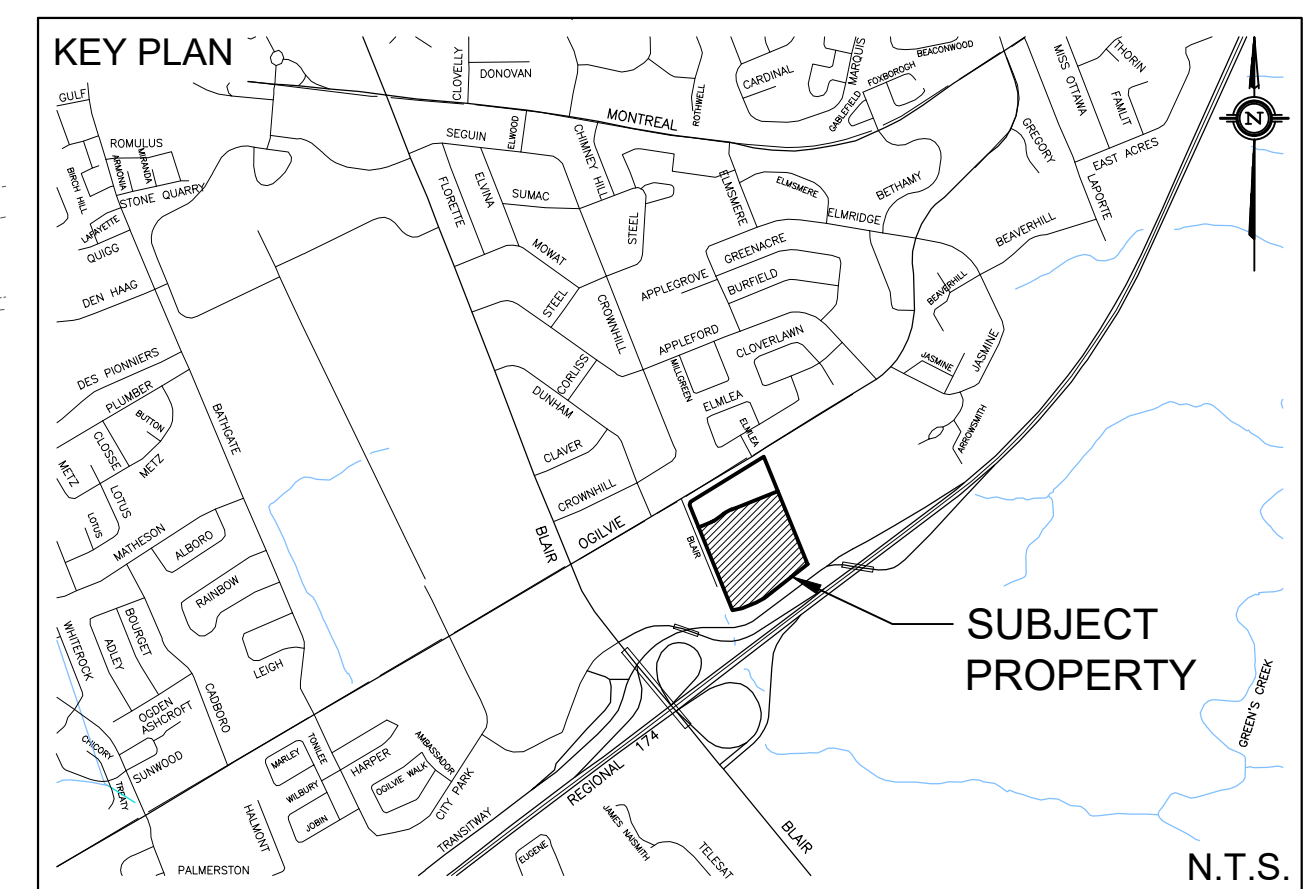 KEY PLAN
GULF
ROMULUS
ARMONIA
MIRANDA
BIRCH HILL
STONE QUARRY
LAFAYETTE
QUIGG
DEN HAAG
DES PIONNIERS
PLUMBER
BUTTON
CLOSSE
METZ
METZ
LOTUS
LOTUS
MATHESON
ALBORO
RAINBOW
BATHGATE
WHITEROCK
BOURGET
ADLEY
LEIGH
OGDEN
ASHCROFT
CADBORO
CHICORY
SUNWOOD
TREATY
MARLEY
TONILEE
HARPER
WILBURY
JOBIN
OGILVIE WALK
AMBASSADOR
CITY PARK
HALMONT
PALMERSTON
CLOVELLY
DONOVAN
MONTREAL
ROTHWELL
CARDINAL
MARQUIS
BEACONWOOD
FOXBOROGH
GABLEFIELD
MISS OTTAWA
THORIN
FAMLIT
EAST ACRES
GREGORY
LAPORTE
N
SEGUIN
ELWOOD
CHIMNEY HILL
FLORETTE
ELVINA
SUMAC
STEEL
MOWAT
STEEL
CROWNHILL
ELMSMERE
ELMSMERE
BETHAMY
ELMRIDGE
BEAVERHILL
GREENACRE
APPLEGROVE
BURFIELD
BEAVERHILL
APPLEFORD
CLOVERLAWN
MILLGREEN
JASMINE
JASMINE
CORLISS
DUNHAM
ELMLEA
ELMLEA
ARROWSMITH
CLAVER
CROWNHILL
BLAIR
OGILVIE
BLAIR
SUBJECT
PROPERTY
GREEN'S CREEK
TRANSITWAY
REGIONAL
174
EUGENE
JAMES NAISMITH
TELESAT
BLAIR
N.T.S.